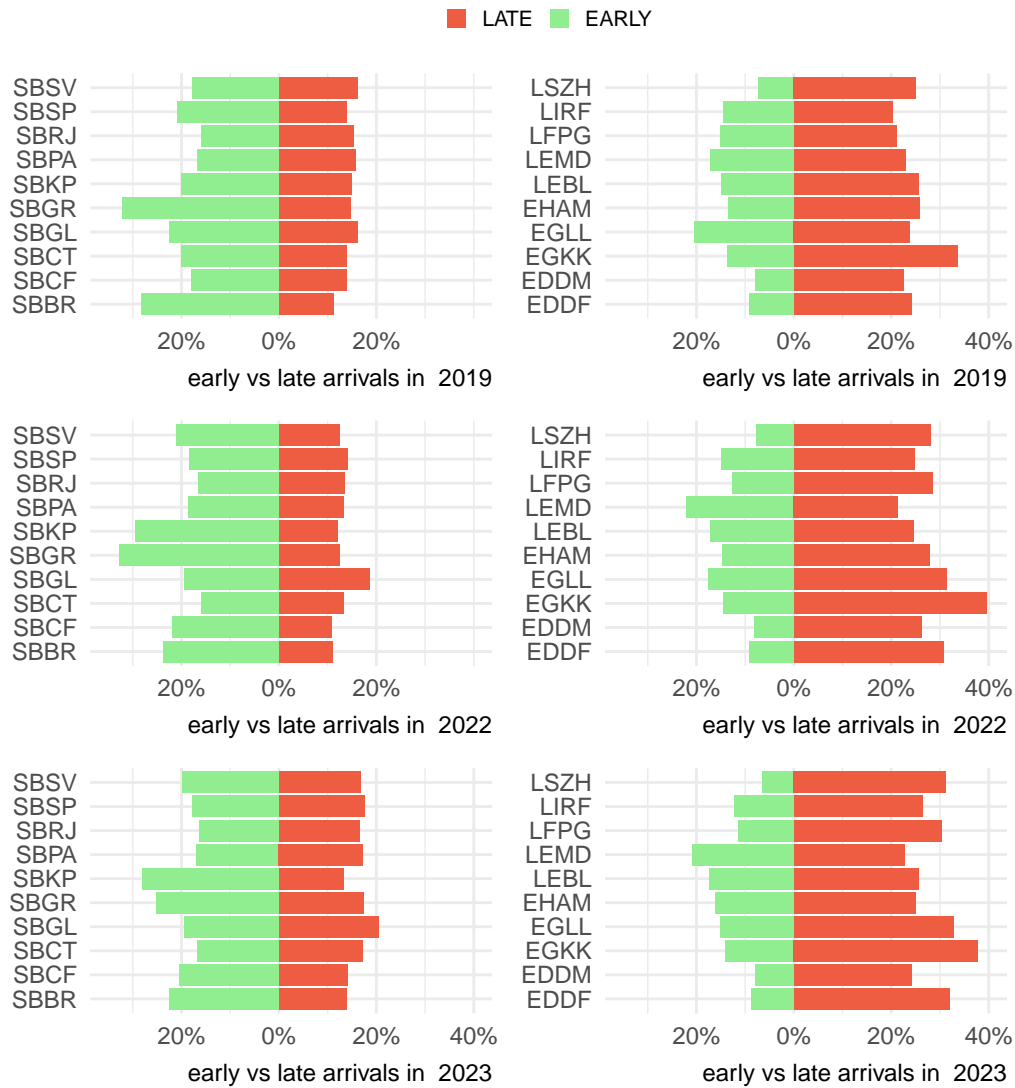 LATE EARLY
SBSV
SBSP
SBRJ
SBPA
SBKP
SBGR
SBGL
SBCT
SBCF
SBBR
20% 0% 20%
early vs late arrivals in  2019
LSZH
LIRF
LFPG
LEMD
LEBL
EHAM
EGLL
EGKK
EDDM
EDDF
20% 0% 20% 40%
early vs late arrivals in  2019
SBSV
SBSP
SBRJ
SBPA
SBKP
SBGR
SBGL
SBCT
SBCF
SBBR
20% 0% 20%
early vs late arrivals in  2022
LSZH
LIRF
LFPG
LEMD
LEBL
EHAM
EGLL
EGKK
EDDM
EDDF
20% 0% 20% 40%
early vs late arrivals in  2022
SBSV
SBSP
SBRJ
SBPA
SBKP
SBGR
SBGL
SBCT
SBCF
SBBR
20% 0% 20% 40%
early vs late arrivals in  2023
LSZH
LIRF
LFPG
LEMD
LEBL
EHAM
EGLL
EGKK
EDDM
EDDF
20% 0% 20% 40%
early vs late arrivals in  2023